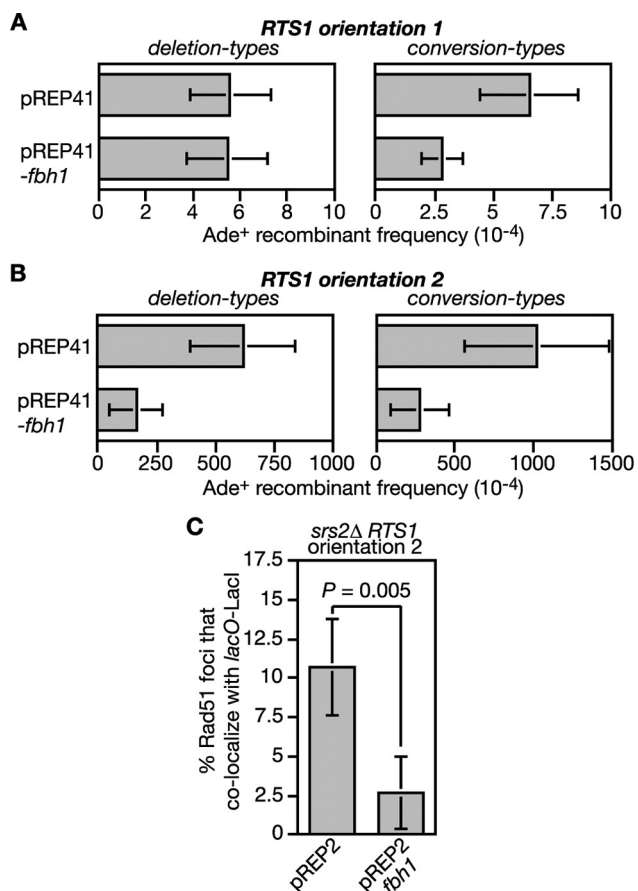 A
RTS1 orientation 1
deletion-types
conversion-types
pREP41
pREP41
-fbh1
0 2 4 6 8 10
0 2.5 5 7.5 10
Ade+ recombinant frequency (10-4)
B
RTS1 orientation 2
deletion-types
conversion-types
pREP41
pREP41
-fbh1
0 250 500 750 1000
0 500 1000 1500
Ade+ recombinant frequency (10-4)
C
srs2Δ RTS1
orientation 2
17.5
15
12.5
10
7.5
5
2.5
0
P = 0.005
% Rad51 foci that
co-localize with lacO-LacI
pREP2
pREP2
fbh1